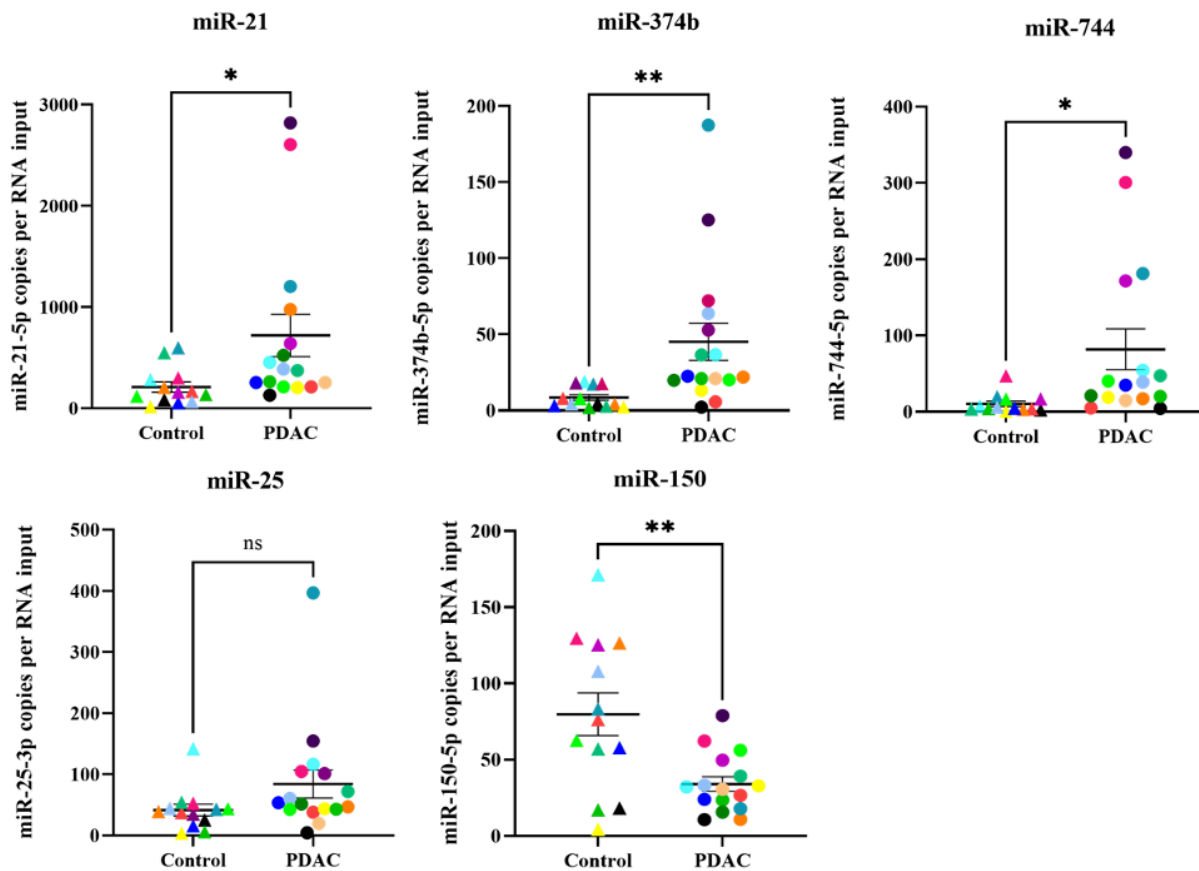 miR-21
miR-21-5p copies per RNA input
3000
2000
1000
0
*
Control
PDAC
miR-374b
miR-374b-5p copies per RNA input
200
150
100
50
0
**
Control
PDAC
miR-744
miR-744-5p copies per RNA input
400
300
200
100
0
*
Control
PDAC
miR-25
miR-25-3p copies per RNA input
500
400
300
200
100
0
ns
Control
PDAC
miR-150
miR-150-5p copies per RNA input
200
150
100
50
0
**
Control
PDAC